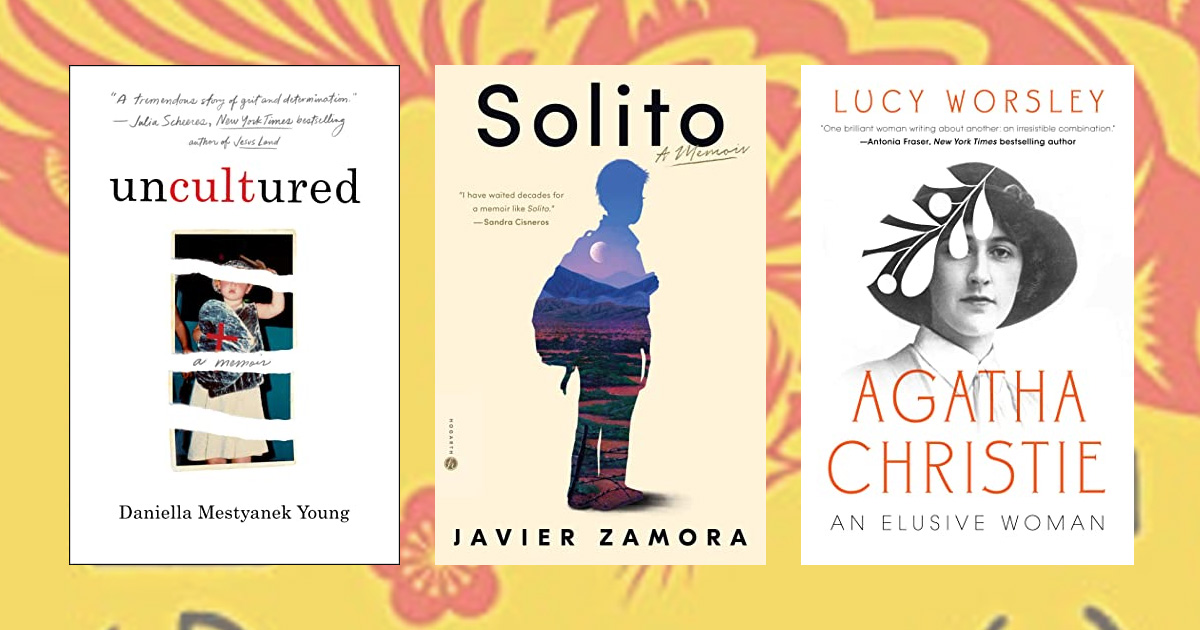 "A tremendous story of grit and determination."
—Julia Scheeres, New York Times bestselling
author of Jesus Land
uncultured
a memoir
Daniella Mestyanek Young
Solito
A Memoir
"I have waited decades for
a memoir like Solito."
—Sandra Cisneros
HOGARTH
JAVIER ZAMORA
LUCY WORSLEY
"One brilliant woman writing about another: an irresistible combination."
—Antonia Fraser, New York Times bestselling author
AGATHA
CHRISTIE
AN ELUSIVE WOMAN